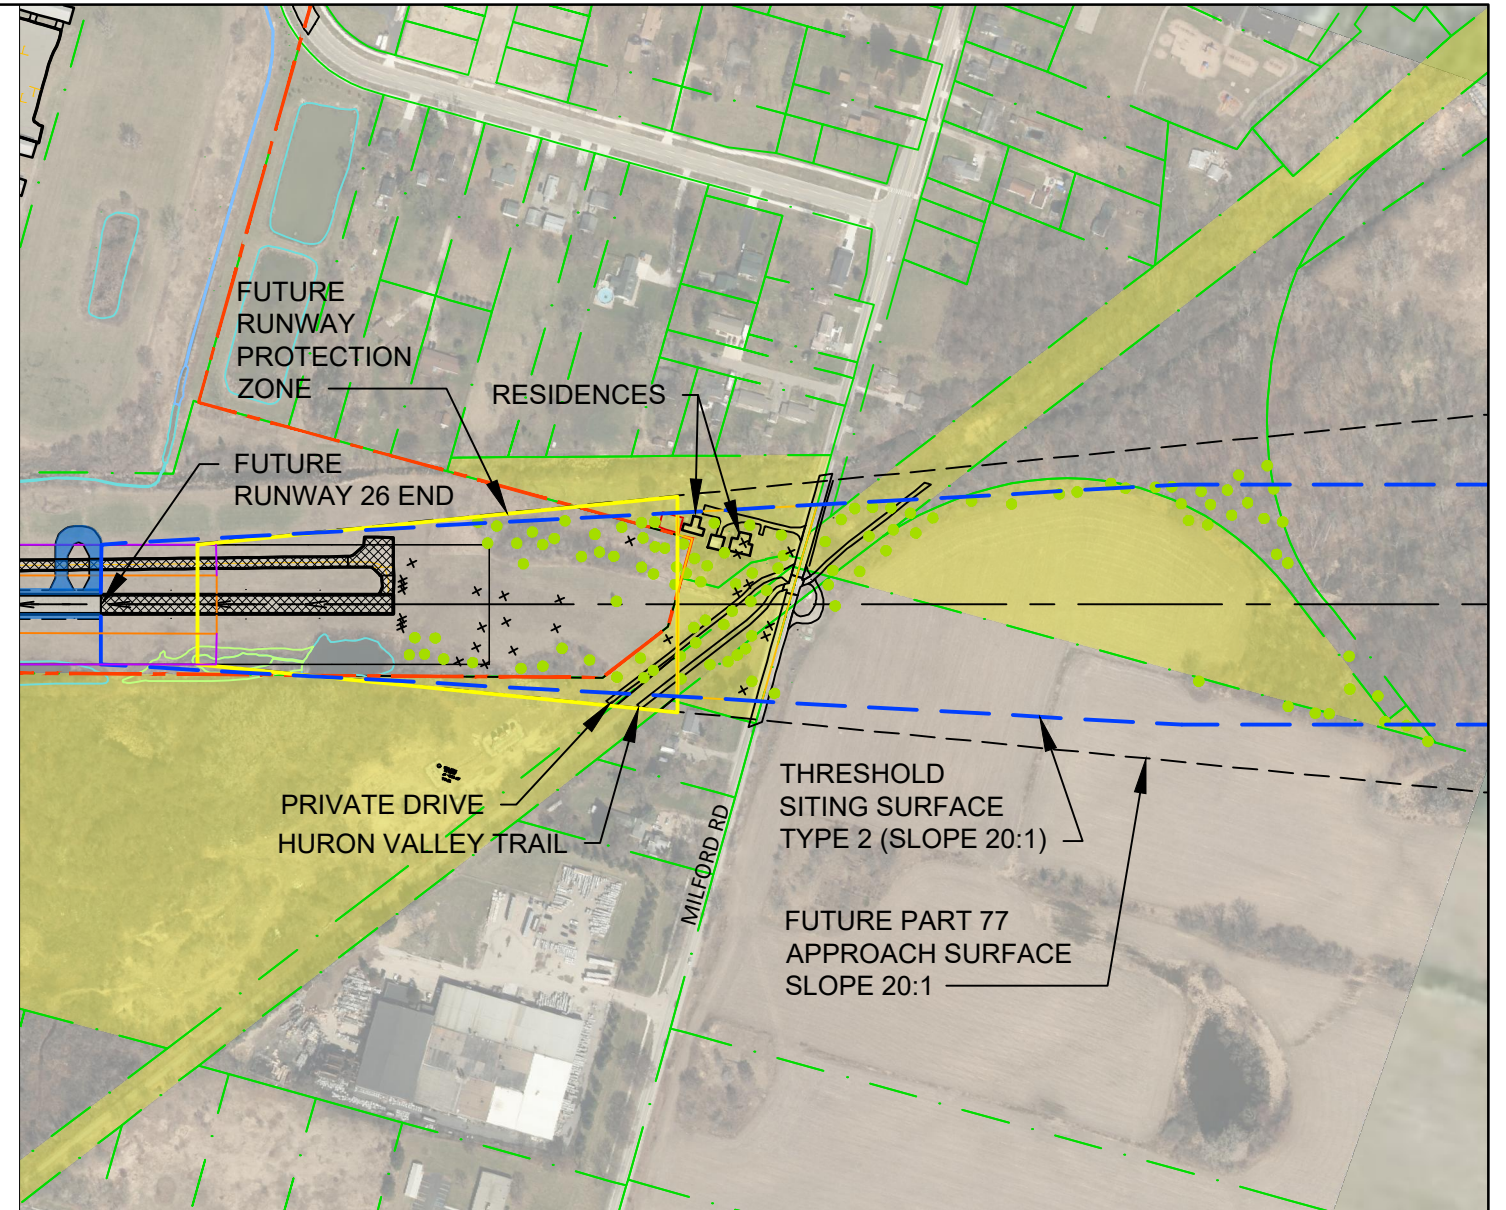 FUTURE
RUNWAY
PROTECTION
ZONE
RESIDENCES
FUTURE
RUNWAY 26 END
PRIVATE DRIVE
HURON VALLEY TRAIL
MILFORD RD
THRESHOLD
SITING SURFACE
TYPE 2 (SLOPE 20:1)
FUTURE PART 77
APPROACH SURFACE
SLOPE 20:1